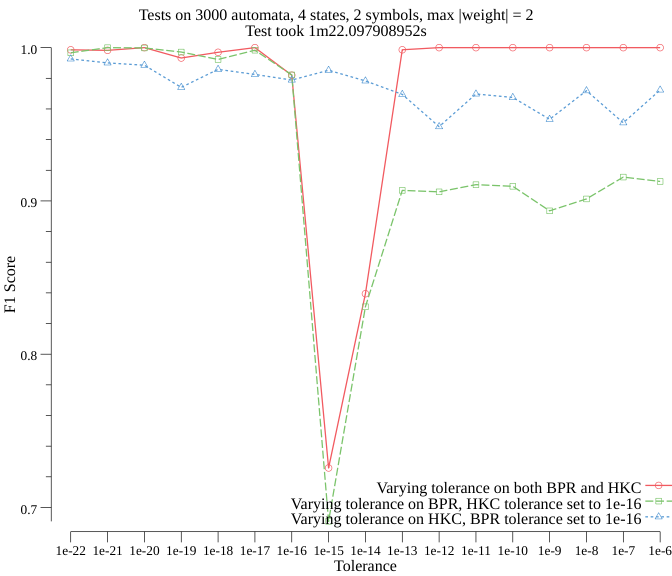 Tests on 3000 automata, 4 states, 2 symbols, max |weight| = 2
Test took 1m22.097908952s
1.0
0.9
0.8
0.7
F1 Score
Varying tolerance on both BPR and HKC
Varying tolerance on BPR, HKC tolerance set to 1e-16
Varying tolerance on HKC, BPR tolerance set to 1e-16
1e-22 1e-21 1e-20 1e-19 1e-18 1e-17 1e-16 1e-15 1e-14 1e-13 1e-12 1e-11 1e-10 1e-9 1e-8 1e-7 1e-6
Tolerance